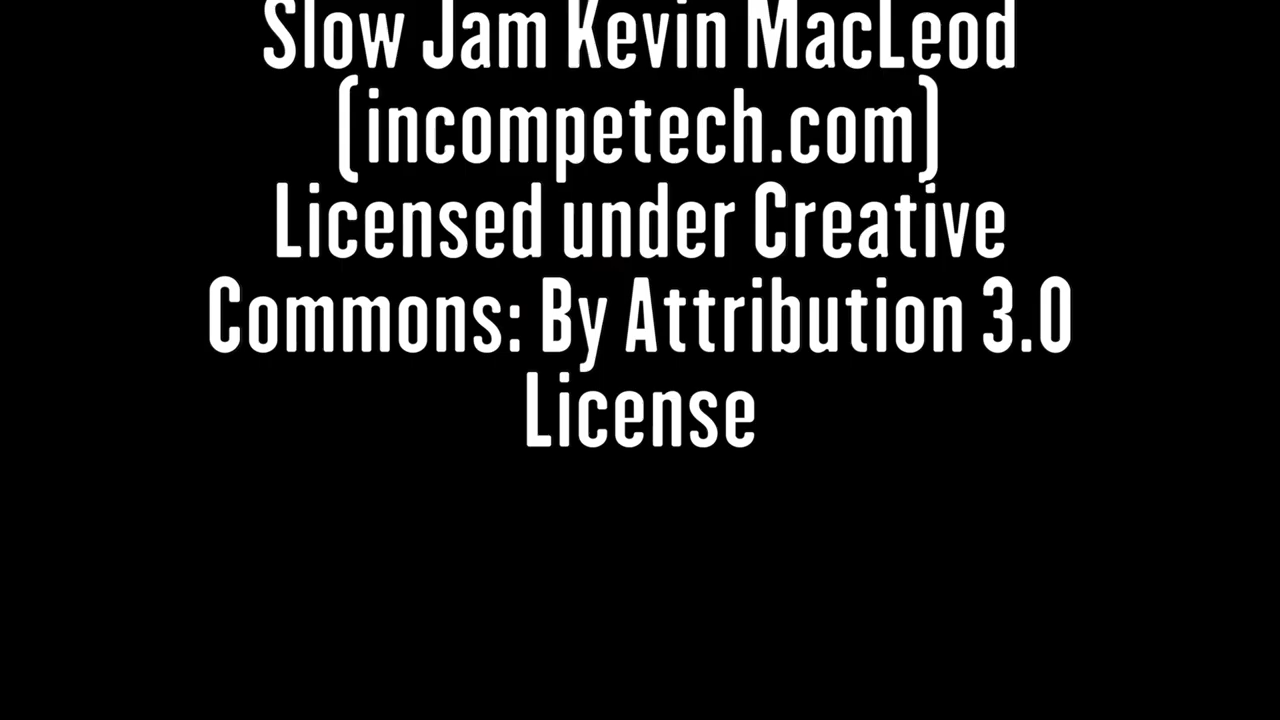 Slow Jam Kevin MacLeod
(incompetech.com)
Licensed under Creative
Commons: By Attribution 3.0
License